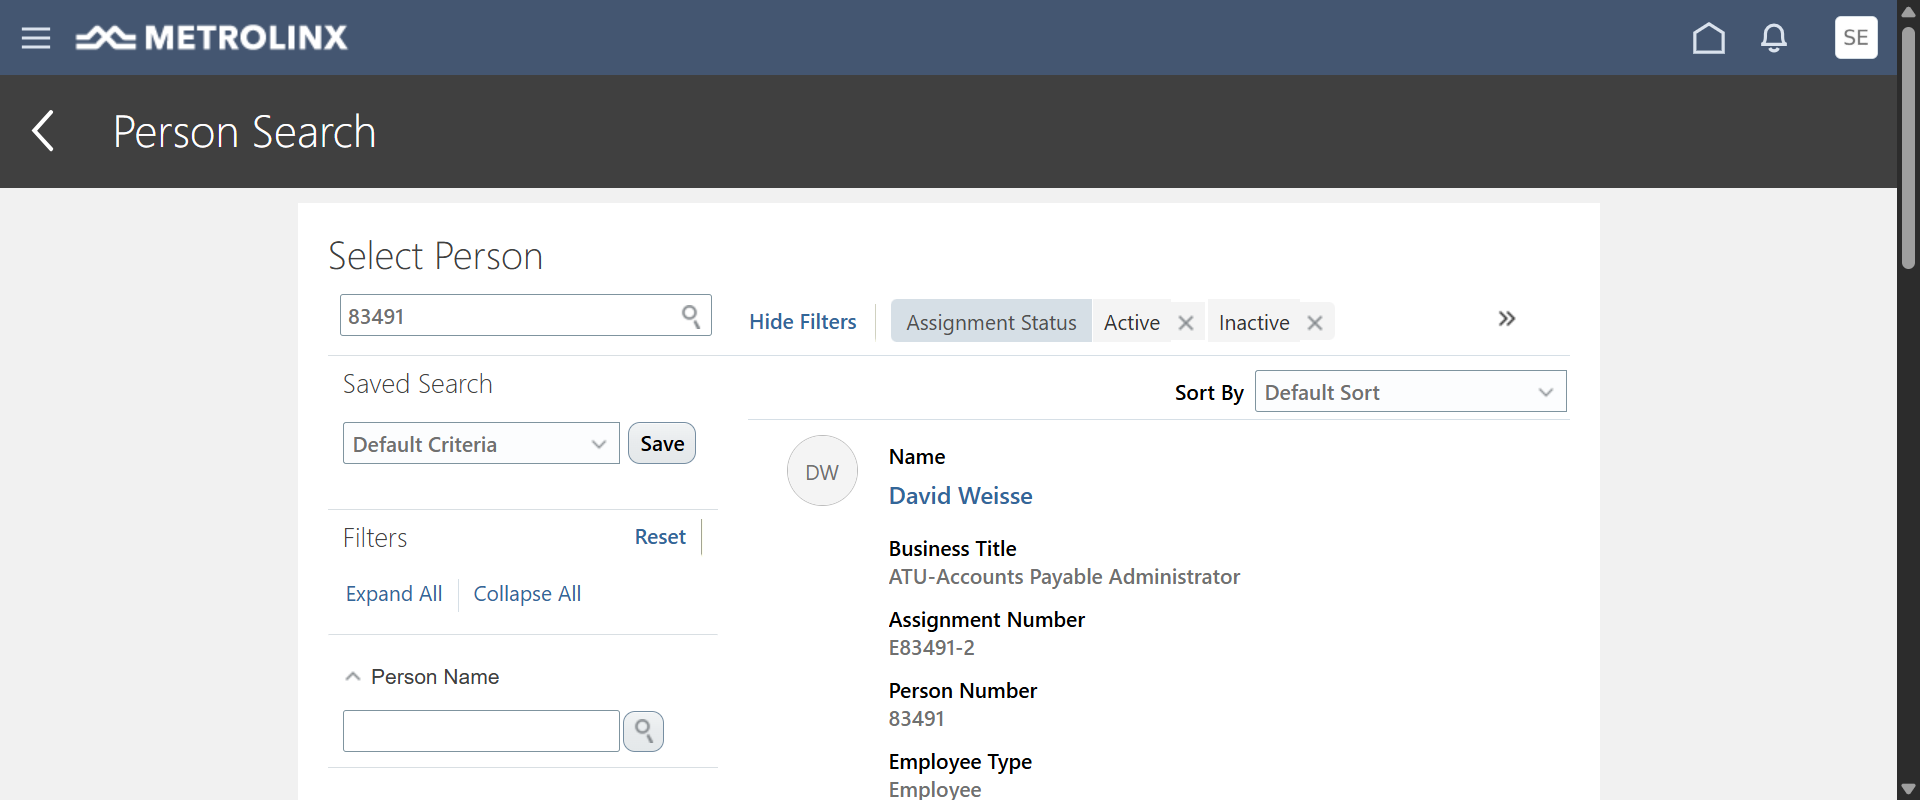 METROLINX
SE
Person Search
Select Person
83491
Hide Filters
Assignment Status
Active
Inactive
Saved Search
Sort By
Default Sort
Default Criteria
Save
DW
Name
David Weisse
Filters
Reset
Business Title
ATU-Accounts Payable Administrator
Expand All
Collapse All
Assignment Number
E83491-2
Person Name
Person Number
83491
Employee Type
Employee